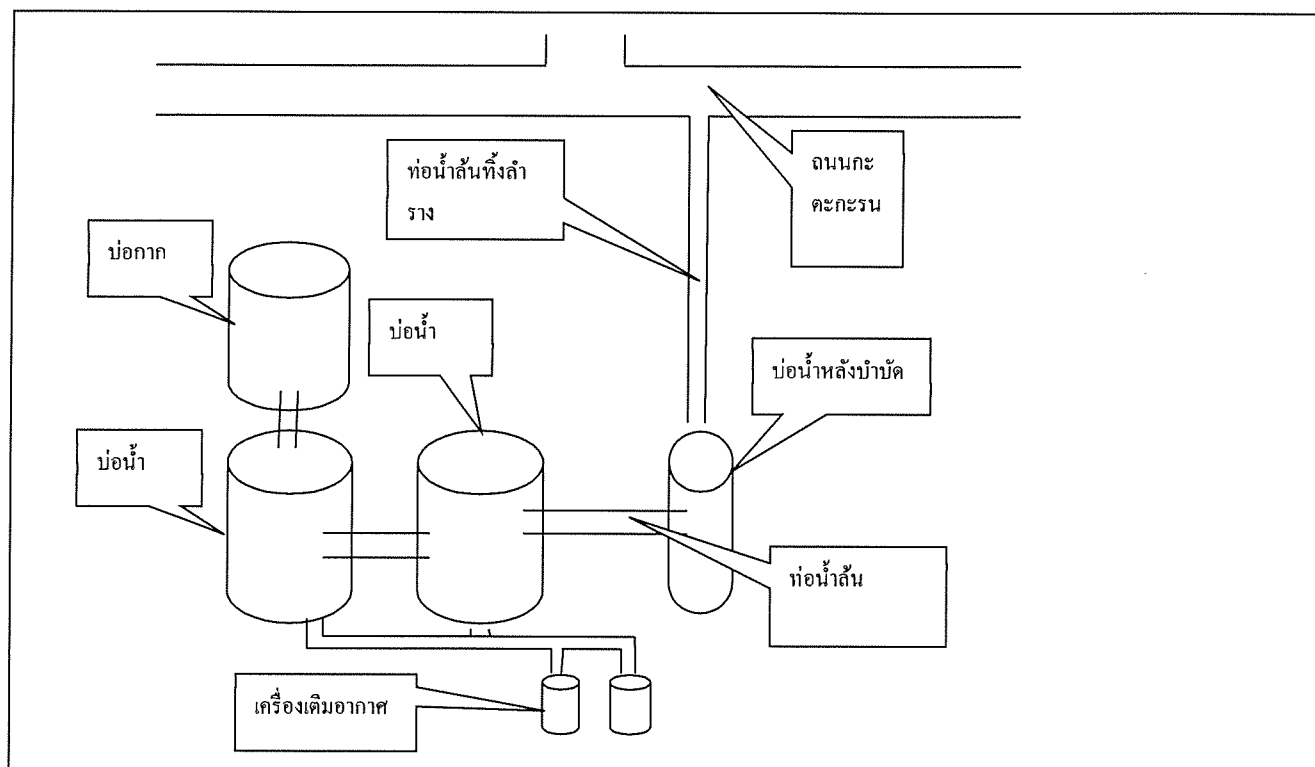 ท่อน้ำล้นทิ้งลำ
ราง
ถนนกะ
ตะกะรน
บ่อกาก
บ่อน้ำ
บ่อน้ำหลังบำบัด
บ่อน้ำ
ท่อน้ำล้น
เครื่องเติมอากาศ